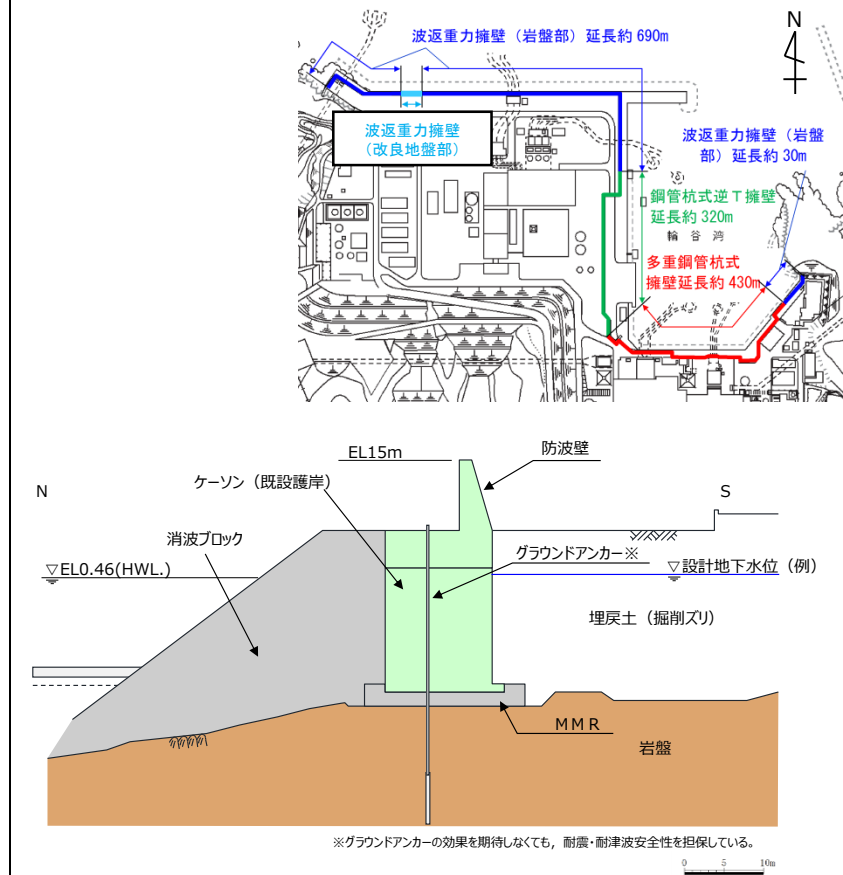 波返重力擁壁（岩盤部）延長約 690m
N
波返重力擁壁
（改良地盤部）
波返重力擁壁（岩盤
部）延長約 30m
鋼管杭式逆T擁壁
延長約 320m
輪谷湾
多重鋼管杭式
擁壁延長約 430m
EL15m
防波壁
N
ケーソン（既設護岸）
S
消波ブロック
グラウンドアンカー※
▽EL0.46(HWL.)
▽設計地下水位（例）
埋戻土（掘削ズリ）
MMR
岩盤
※グラウンドアンカーの効果を期待しなくても，耐震・耐津波安全性を担保している。
0 5 10m